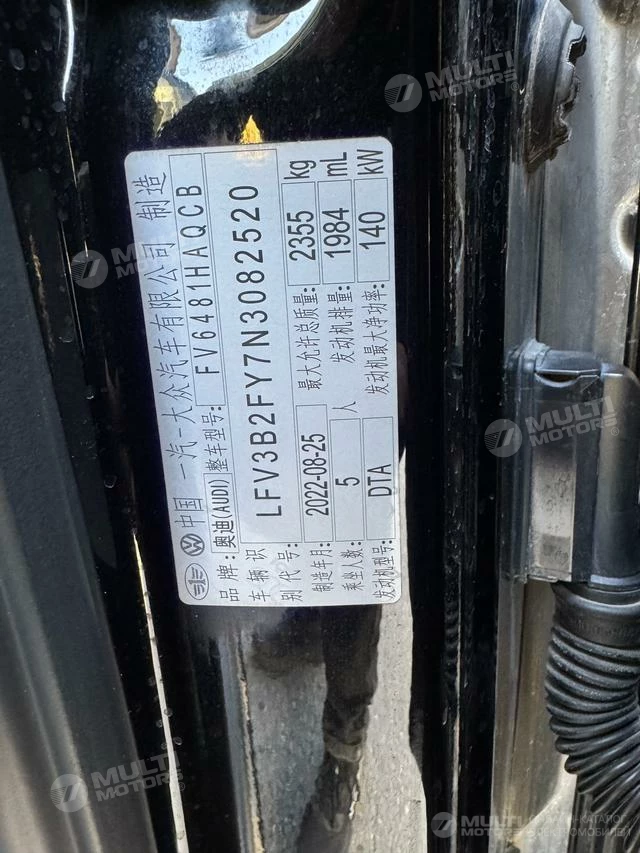 中国 一汽-大众汽车有限公司 制造
品牌: 奥迪(AUDI) 整车型号: FV6481HAQCB
车辆识别代号: LFV3B2FY7N3082520
制造年月: 2022-08-25 最大允许总质量: 2355 kg
乘坐人数: 5 人 发动机排量: 1984 mL
发动机型号: DTA 发动机最大净功率: 140 kW
MULTI
MOTORS
MULTI
MOTORS
MULTI
MOTORS
MULTI
MOTORS